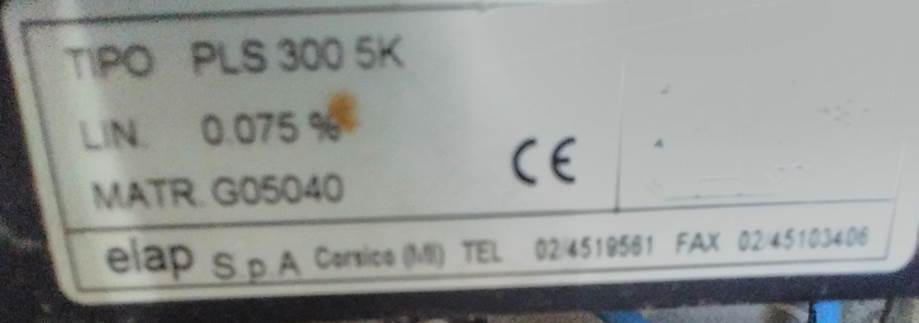 TIPO PLS 300 5K
LIN. 0.075 %
MATR. G05040
CE
elap S.p.A Corsico (MI) TEL 02/4519561 FAX 02/45103406